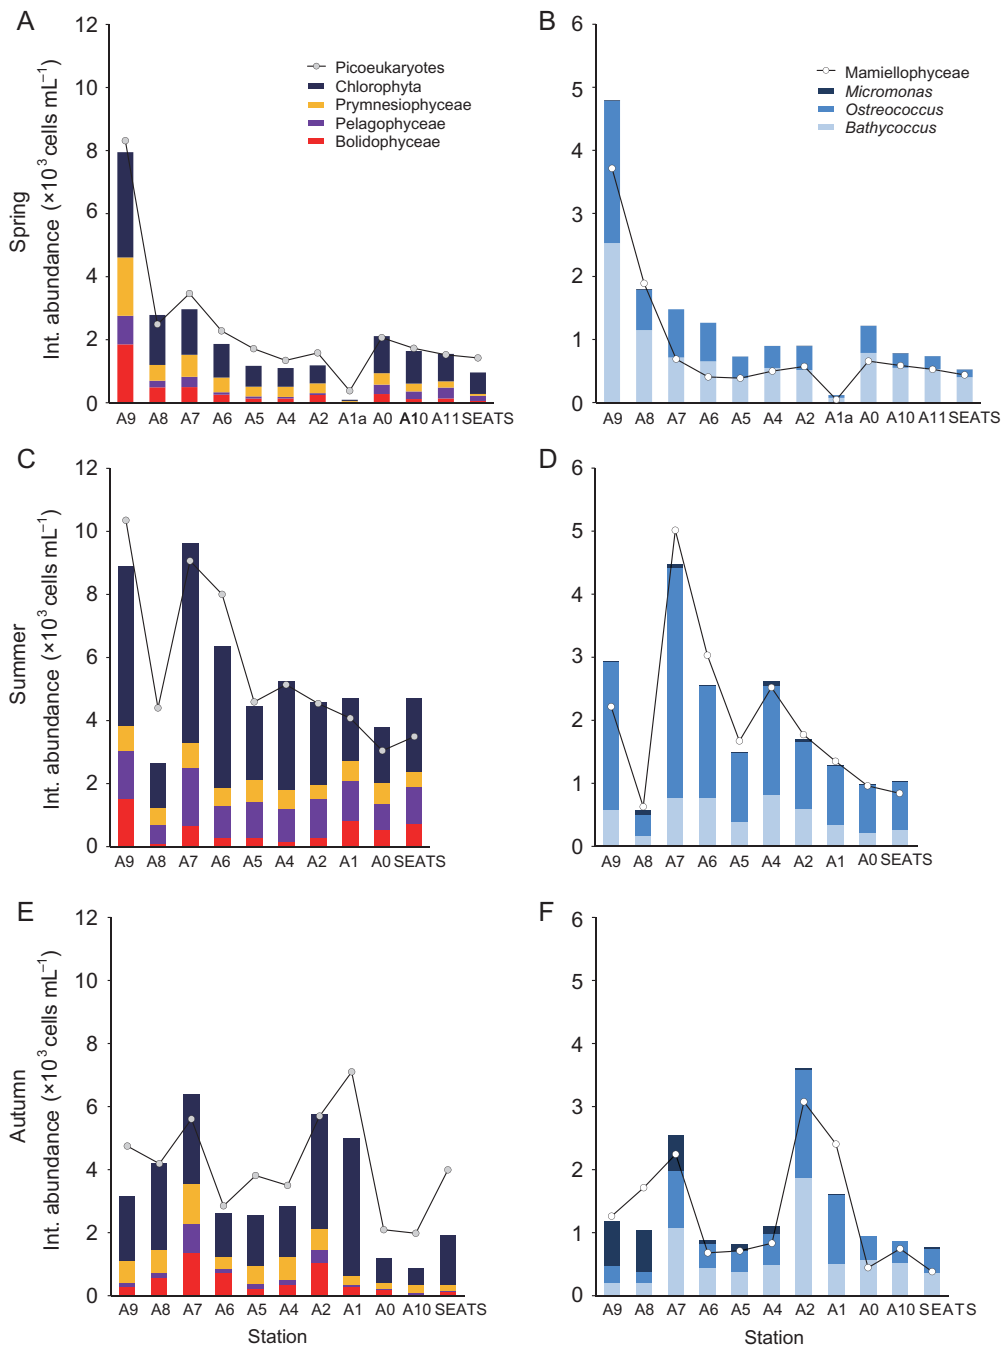 A
Spring
Int. abundance (×10³ cells mL⁻¹)
12
10
8
6
4
2
0
Picoeukaryotes
Chlorophyta
Prymnesiophyceae
Pelagophyceae
Bolidophyceae
A9 A8 A7 A6 A5 A4 A2 A1a A0 A10 A11 SEATS
B
6
5
4
3
2
1
0
Mamiellophyceae
Micromonas
Ostreococcus
Bathycoccus
A9 A8 A7 A6 A5 A4 A2 A1a A0 A10 A11 SEATS
C
Summer
Int. abundance (×10³ cells mL⁻¹)
12
10
8
6
4
2
0
A9 A8 A7 A6 A5 A4 A2 A1 A0 SEATS
D
6
5
4
3
2
1
0
A9 A8 A7 A6 A5 A4 A2 A1 A0 SEATS
E
Autumn
Int. abundance (×10³ cells mL⁻¹)
12
10
8
6
4
2
0
A9 A8 A7 A6 A5 A4 A2 A1 A0 A10 SEATS
Station
F
6
5
4
3
2
1
0
A9 A8 A7 A6 A5 A4 A2 A1 A0 A10 SEATS
Station